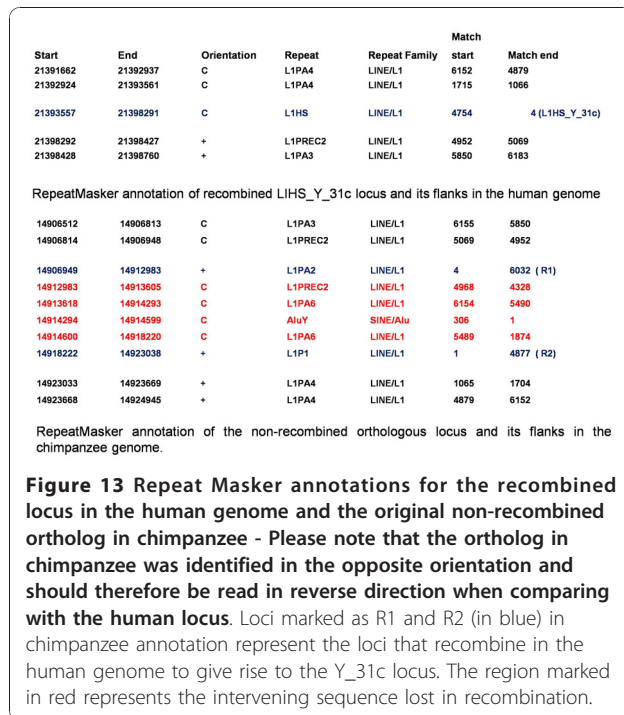 Match
Start End Orientation Repeat Repeat Family start Match end
21391662 21392937 C L1PA4 LINE/L1 6152 4879
21392924 21393561 C L1PA4 LINE/L1 1715 1066
21393557 21398291 C L1HS LINE/L1 4754 4 (L1HS_Y_31c)
21398292 21398427 + L1PREC2 LINE/L1 4952 5069
21398428 21398760 + L1PA3 LINE/L1 5850 6183
RepeatMasker annotation of recombined LIHS_Y_31c locus and its flanks in the human genome
14906512 14906813 C L1PA3 LINE/L1 6155 5850
14906814 14906948 C L1PREC2 LINE/L1 5069 4952
14906949 14912983 + L1PA2 LINE/L1 4 6032 ( R1)
14912983 14913605 C L1PREC2 LINE/L1 4968 4328
14913618 14914293 C L1PA6 LINE/L1 6154 5490
14914294 14914599 C AluY SINE/Alu 306 1
14914600 14918220 C L1PA6 LINE/L1 5489 1874
14918222 14923038 + L1P1 LINE/L1 1 4877 ( R2)
14923033 14923669 + L1PA4 LINE/L1 1065 1704
14923668 14924945 + L1PA4 LINE/L1 4879 6152
RepeatMasker annotation of the non-recombined orthologous locus and its flanks in the
chimpanzee genome.
Figure 13 Repeat Masker annotations for the recombined
locus in the human genome and the original non-recombined
ortholog in chimpanzee - Please note that the ortholog in
chimpanzee was identified in the opposite orientation and
should therefore be read in reverse direction when comparing
with the human locus. Loci marked as R1 and R2 (in blue) in
chimpanzee annotation represent the loci that recombine in the
human genome to give rise to the Y_31c locus. The region marked
in red represents the intervening sequence lost in recombination.